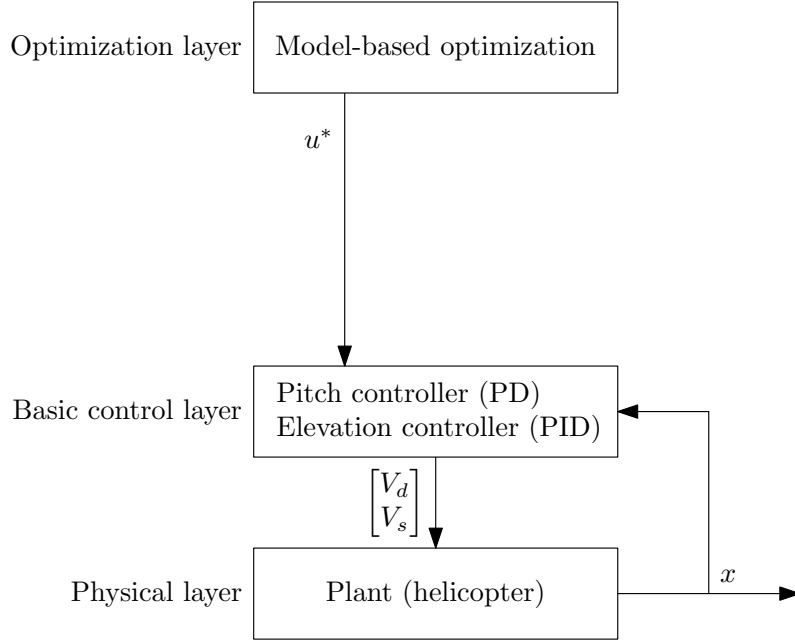 Optimization layer
Model-based optimization
u*
Basic control layer
Pitch controller (PD)
Elevation controller (PID)
[V_d
V_s]
Physical layer
Plant (helicopter)
x